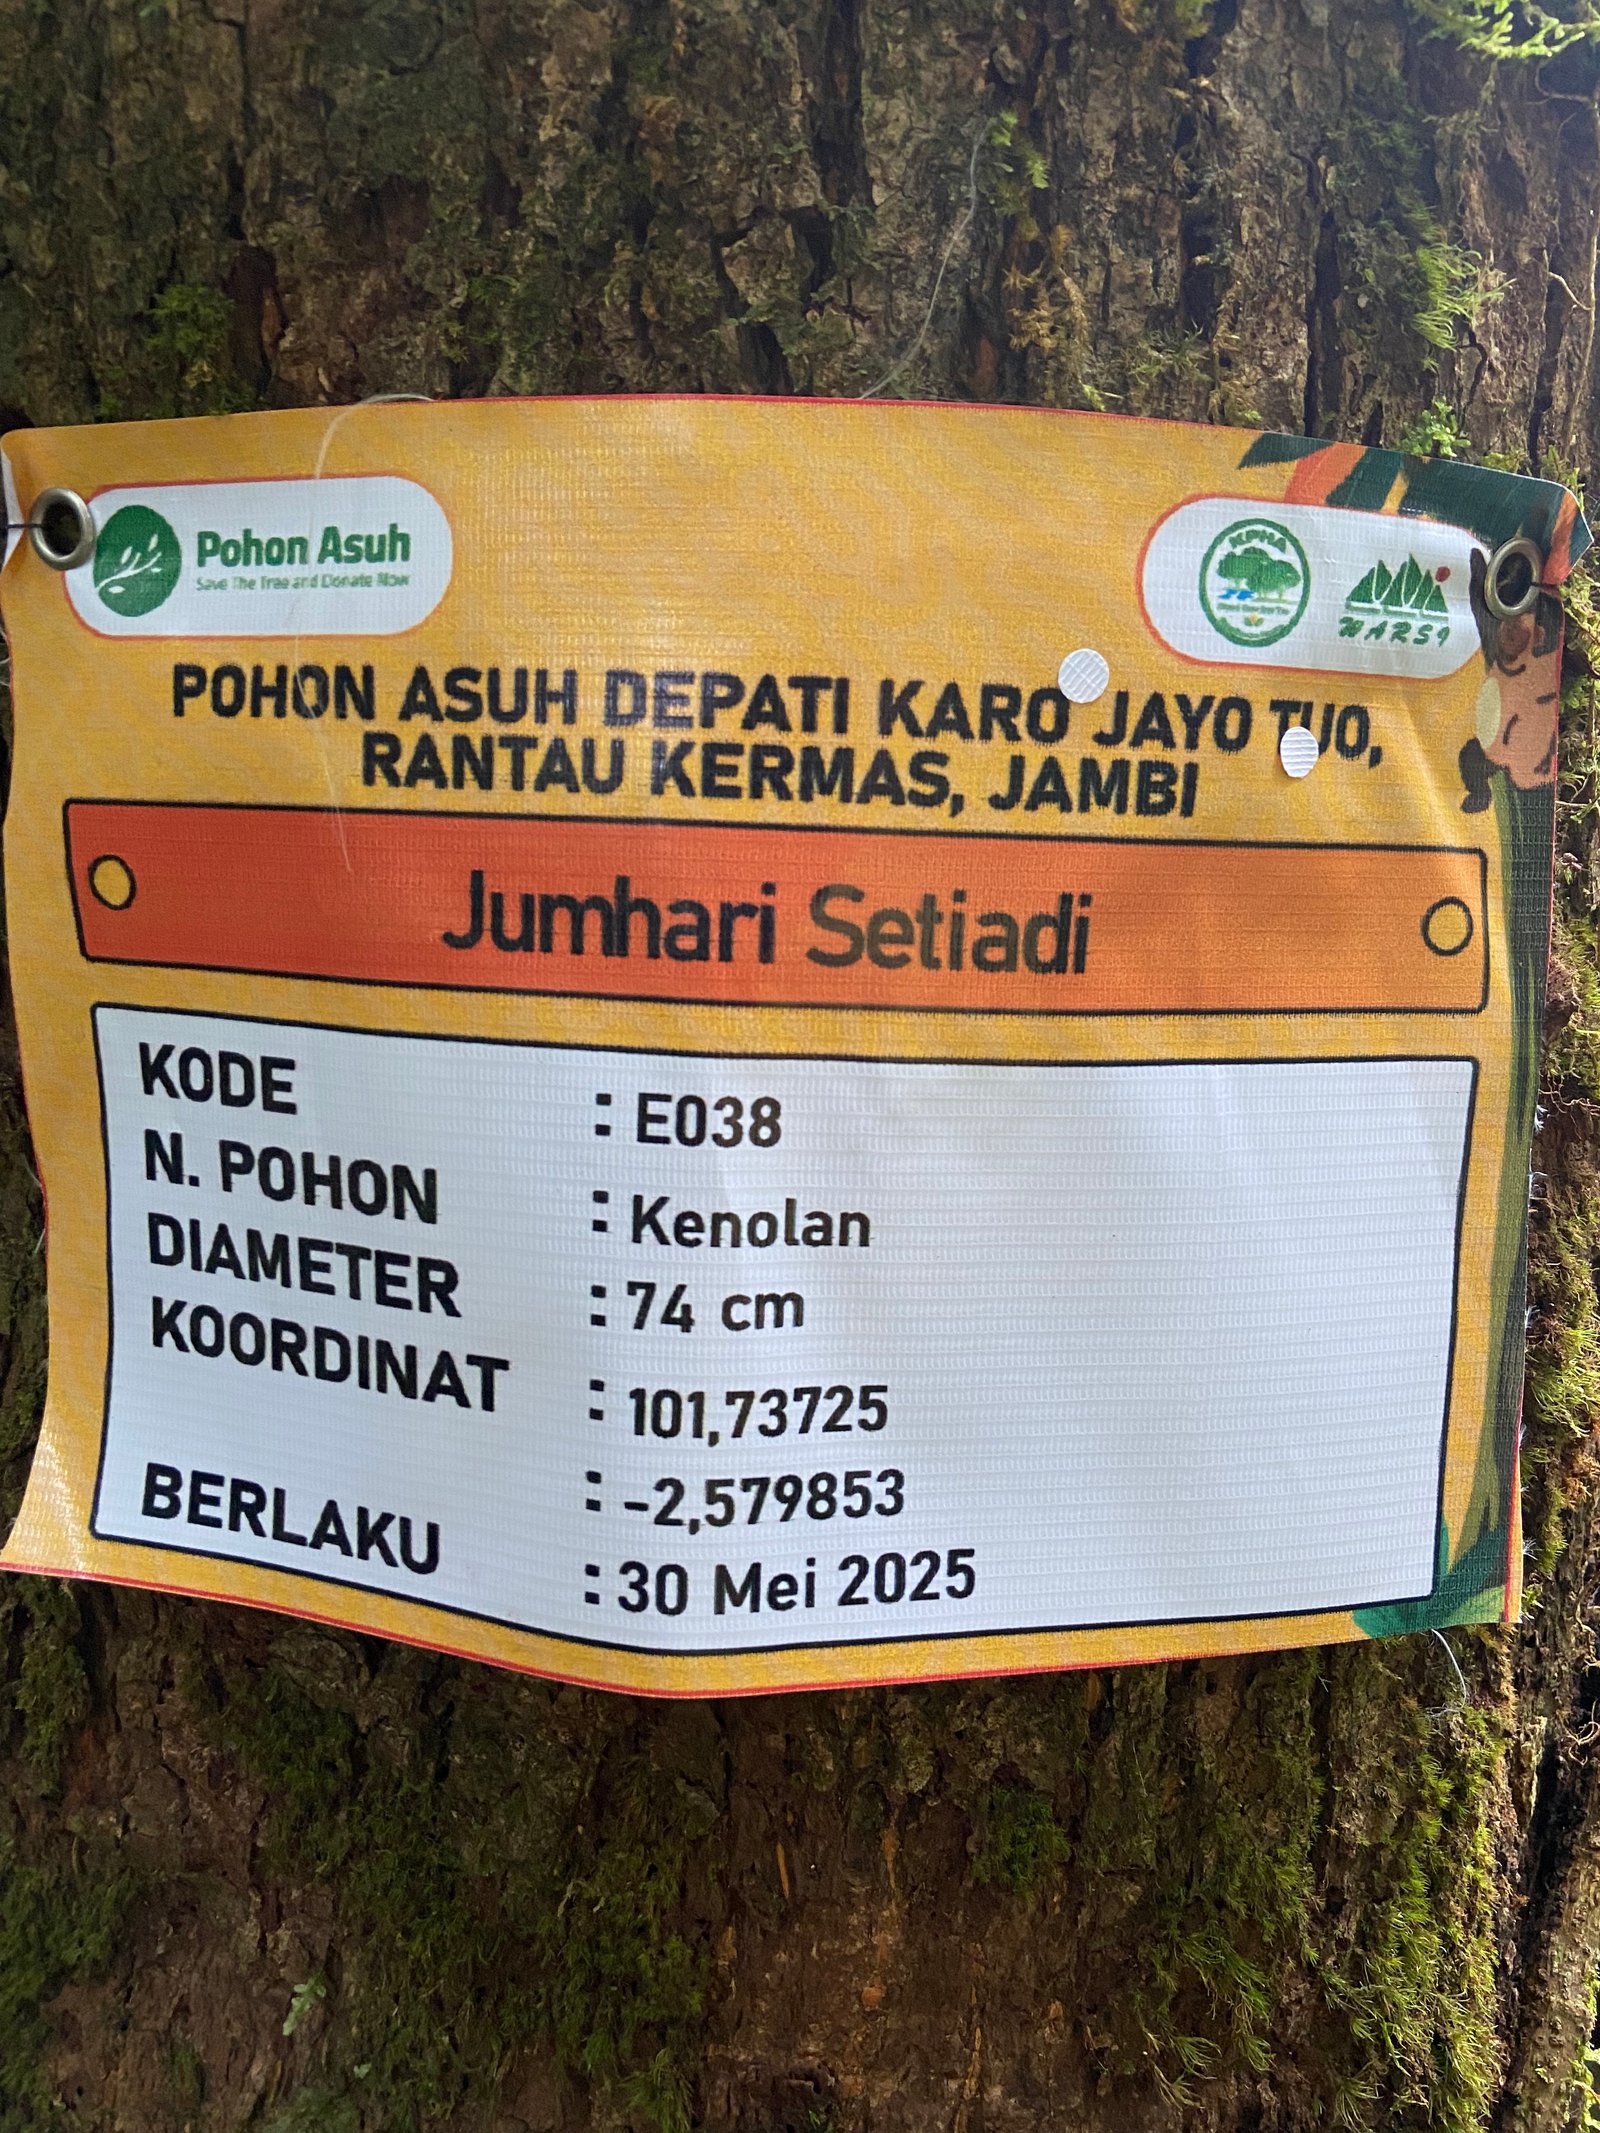 Pohon Asuh
Save The Tree and Donate Now
KPHA
WARSI
POHON ASUH DEPATI KARO JAYO TUO,
RANTAU KERMAS, JAMBI
Jumhari Setiadi
KODE : E038
N. POHON : Kenolan
DIAMETER : 74 cm
KOORDINAT : 101,73725
: -2,579853
BERLAKU : 30 Mei 2025